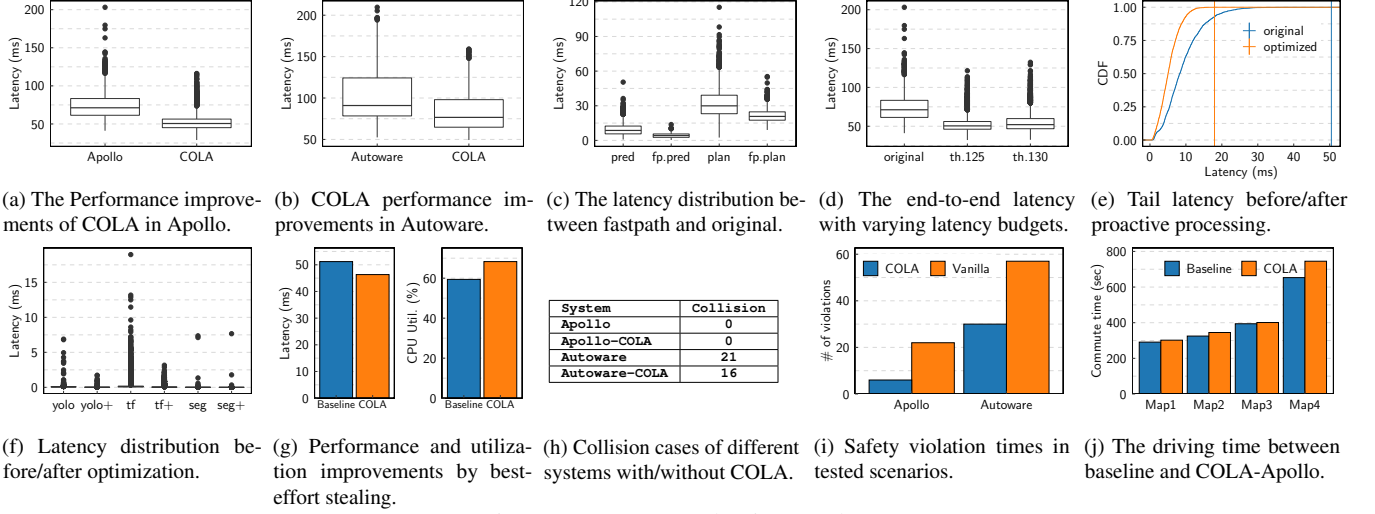 200
150
100
50
Latency (ms)
Apollo
COLA
(a) The Performance improve-
ments of COLA in Apollo.
200
150
100
50
Latency (ms)
Autoware
COLA
(b) COLA performance im-
provements in Autoware.
120
90
60
30
0
Latency (ms)
pred
fp.pred
plan
fp.plan
(c) The latency distribution be-
tween fastpath and original.
200
150
100
50
Latency (ms)
original
th.125
th.130
(d) The end-to-end latency
with varying latency budgets.
1.00
0.75
0.50
0.25
0.00
CDF
original
optimized
0
10
20
30
40
50
Latency (ms)
(e) Tail latency before/after
proactive processing.
15
10
5
0
Latency (ms)
yolo
yolo+
tf
tf+
seg
seg+
(f) Latency distribution be-
fore/after optimization.
50
40
30
20
10
0
Latency (ms)
Baseline
COLA
60
40
20
0
CPU Util. (%)
Baseline
COLA
(g) Performance and utiliza-
tion improvements by best-
effort stealing.
System Collision
Apollo 0
Apollo-COLA 0
Autoware 21
Autoware-COLA 16
(h) Collision cases of different
systems with/without COLA.
60
40
20
0
# of violations
COLA
Vanilla
Apollo
Autoware
(i) Safety violation times in
tested scenarios.
800
600
400
200
0
Commute time (sec)
Baseline
COLA
Map1
Map2
Map3
Map4
(j) The driving time between
baseline and COLA-Apollo.